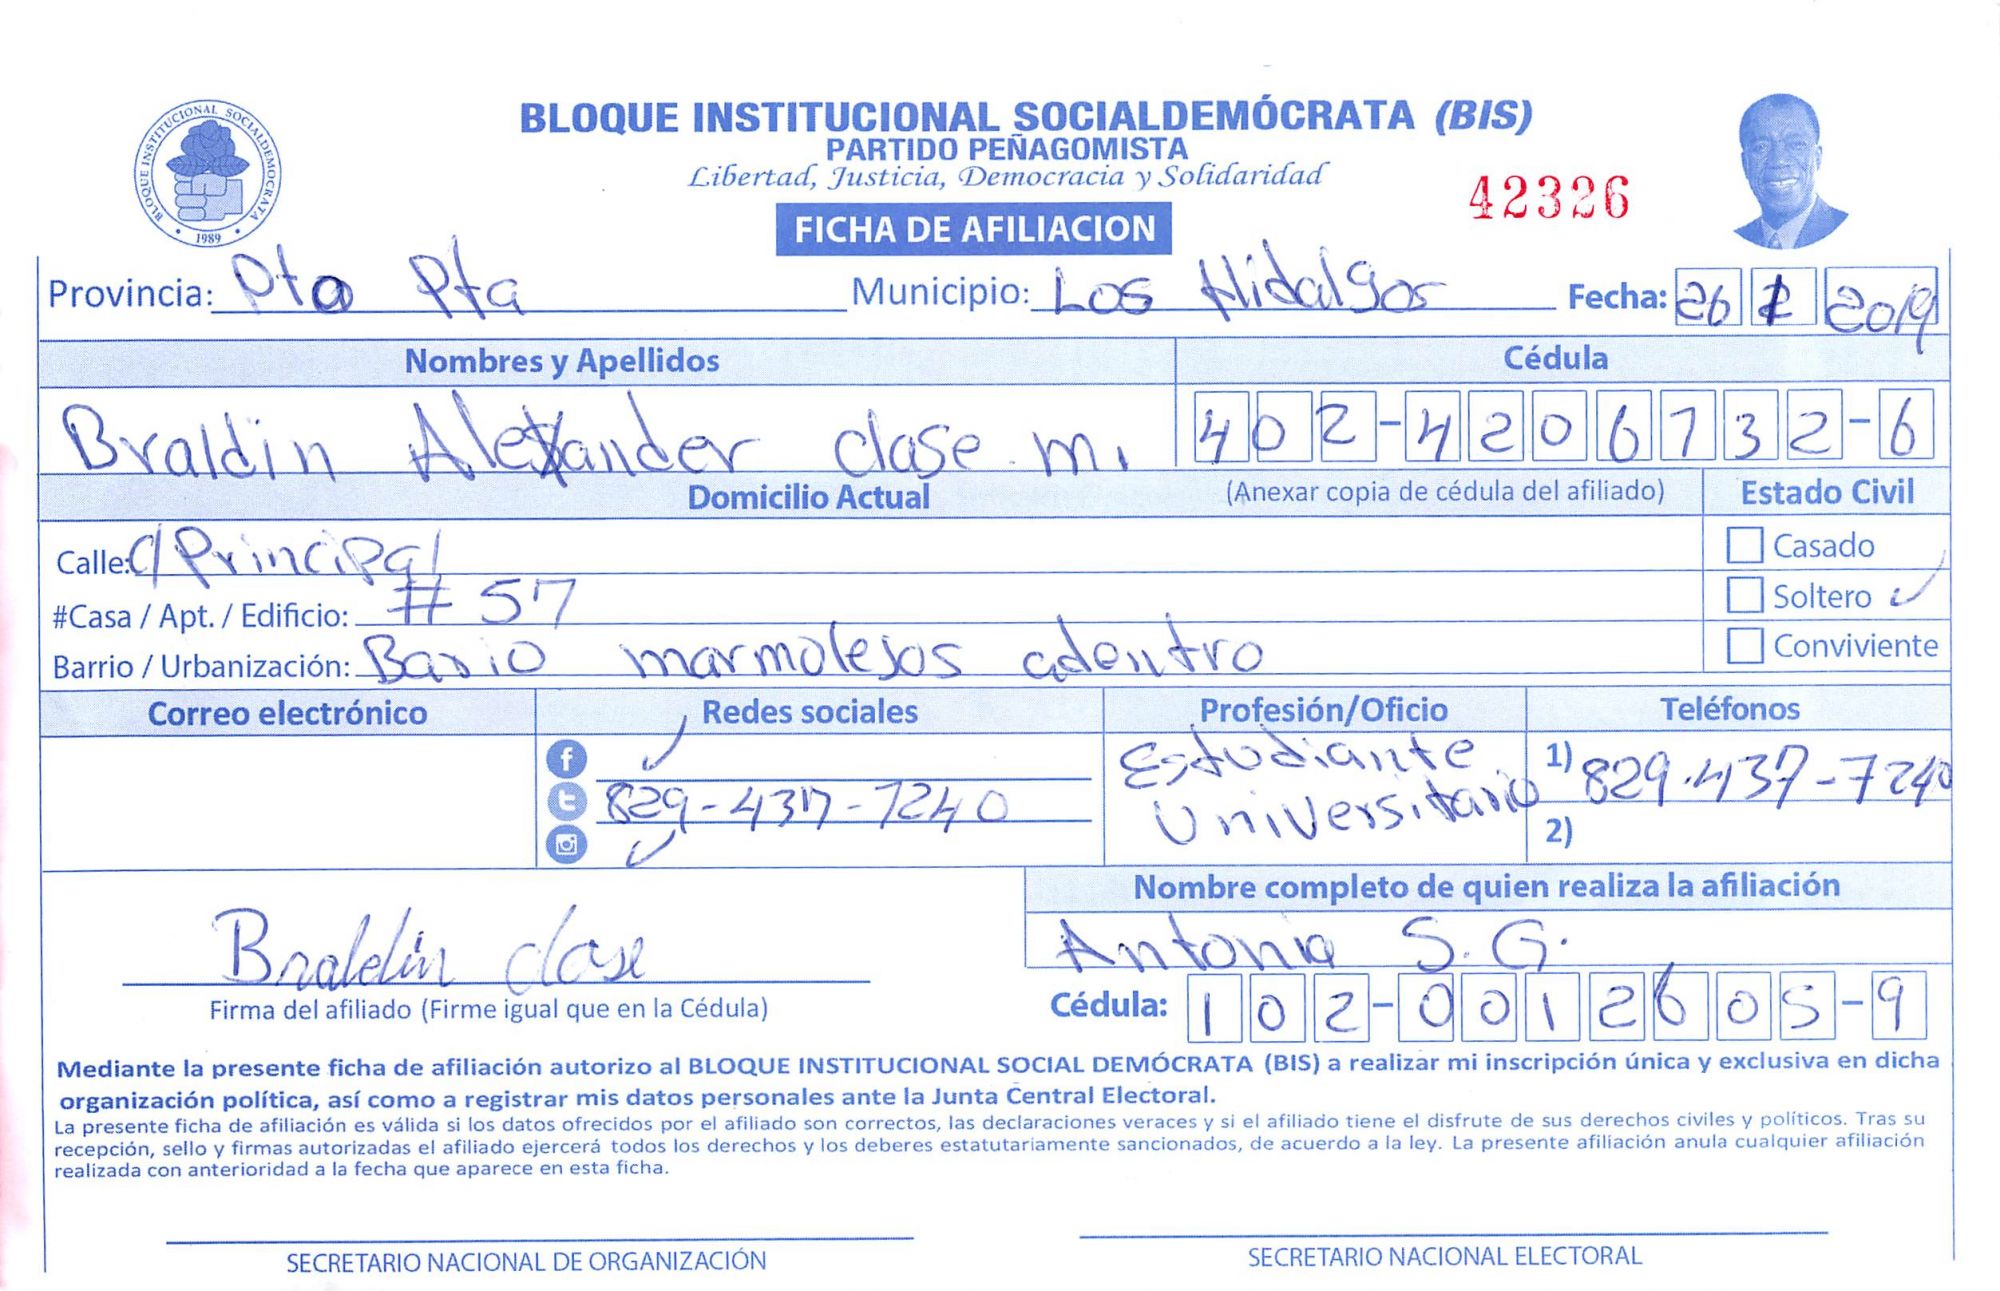 BLOQUE INSTITUCIONAL SOCIALDEMOCRATA
1989
BLOQUE INSTITUCIONAL SOCIALDEMÓCRATA (BIS)
PARTIDO PEÑAGOMISTA
Libertad, Justicia, Democracia y Solidaridad
42326
FICHA DE AFILIACION
Provincia: Pto Pta Municipio: Los Hidalgos Fecha: 26 2019
Nombres y Apellidos Cédula
Braldin Alexander clase m. 402-4206732-6
Domicilio Actual (Anexar copia de cédula del afiliado) Estado Civil
Calle: C/ Principal Casado
#Casa / Apt. / Edificio: # 57 Soltero ✓
Barrio / Urbanización: Barrio marmolejos adentro Conviviente
Correo electrónico Redes sociales Profesión/Oficio Teléfonos
✓ Estudiante 1) 829-437-7240
829-437-7240 Universitario
✓ 2)
Nombre completo de quien realiza la afiliación
Braldin clase Antonia S. G.
Firma del afiliado (Firme igual que en la Cédula) Cédula: 102-0012605-9
Mediante la presente ficha de afiliación autorizo al BLOQUE INSTITUCIONAL SOCIAL DEMÓCRATA (BIS) a realizar mi inscripción única y exclusiva en dicha
organización política, así como a registrar mis datos personales ante la Junta Central Electoral.
La presente ficha de afiliación es válida si los datos ofrecidos por el afiliado son correctos, las declaraciones veraces y si el afiliado tiene el disfrute de sus derechos civiles y políticos. Tras su
recepción, sello y firmas autorizadas el afiliado ejercerá todos los derechos y los deberes estatutariamente sancionados, de acuerdo a la ley. La presente afiliación anula cualquier afiliación
realizada con anterioridad a la fecha que aparece en esta ficha.
SECRETARIO NACIONAL DE ORGANIZACIÓN SECRETARIO NACIONAL ELECTORAL